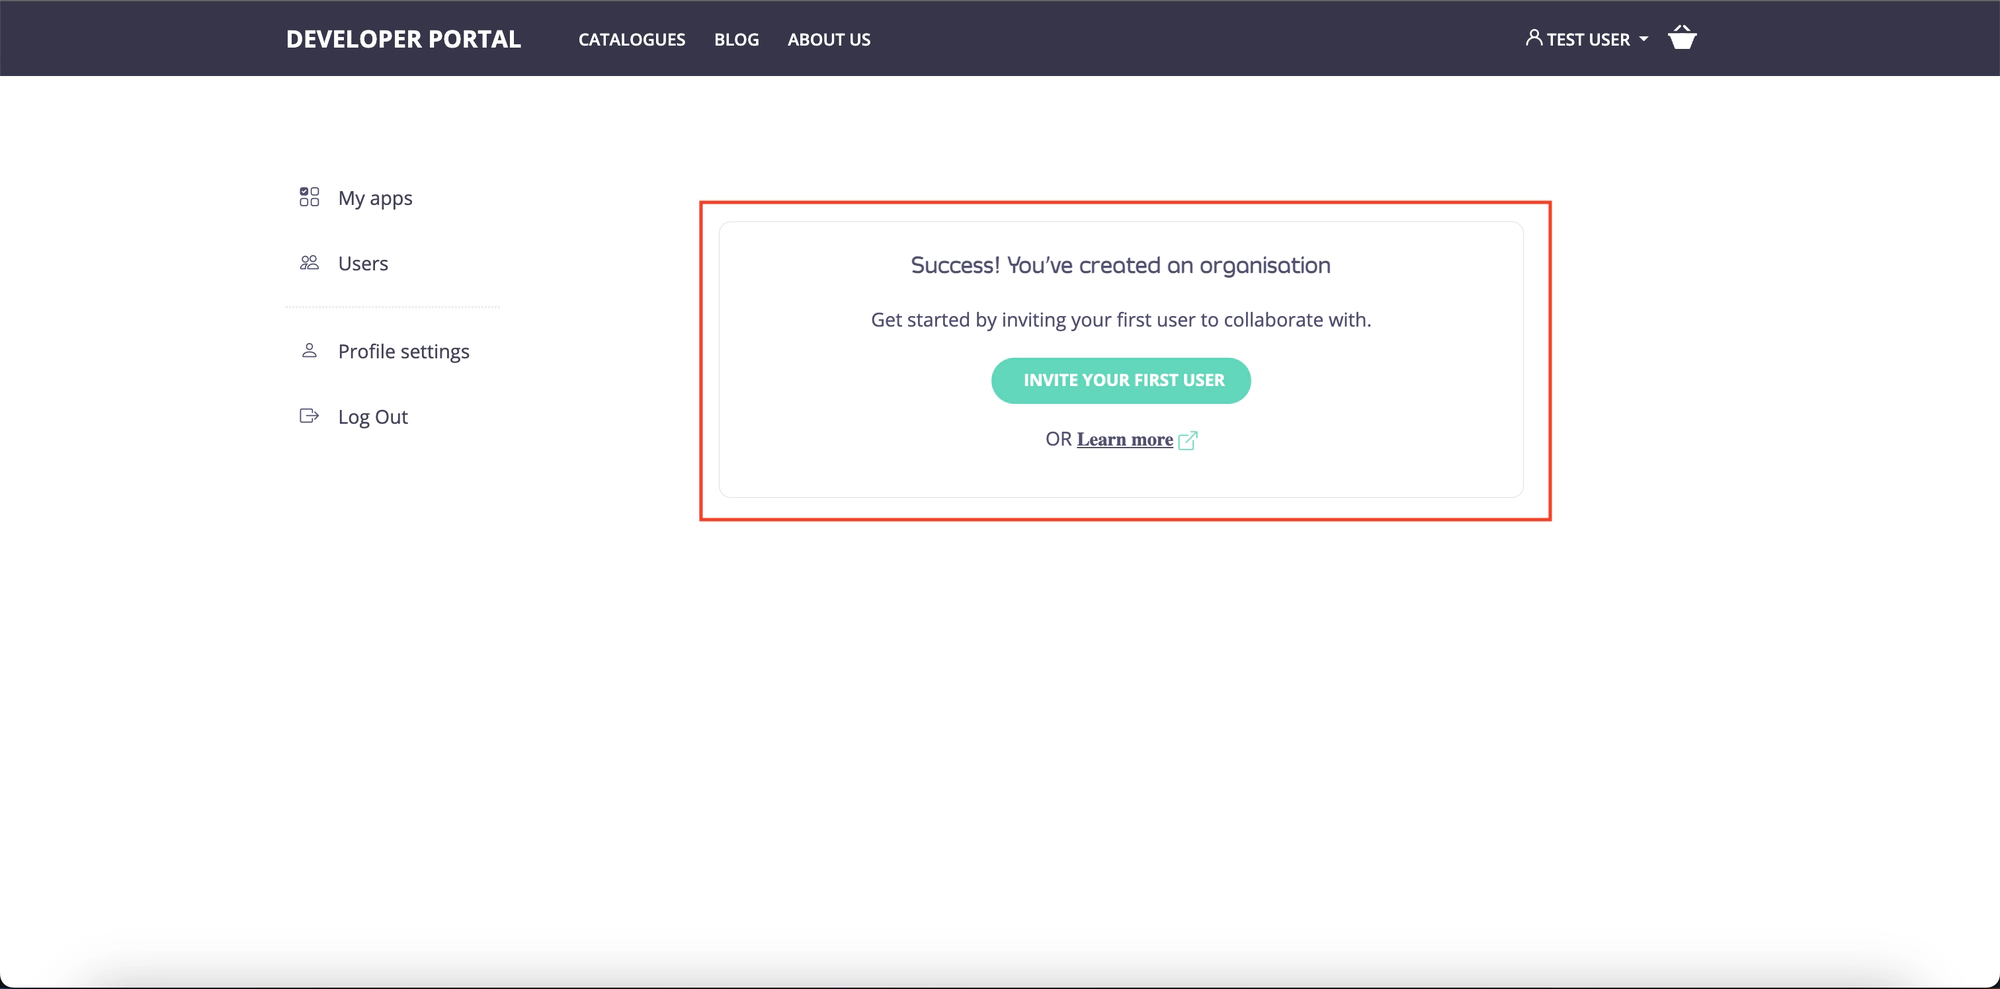 DEVELOPER PORTAL CATALOGUES BLOG ABOUT US TEST USER
My apps
Users
Profile settings
Log Out
Success! You've created an organisation
Get started by inviting your first user to collaborate with.
INVITE YOUR FIRST USER
OR Learn more